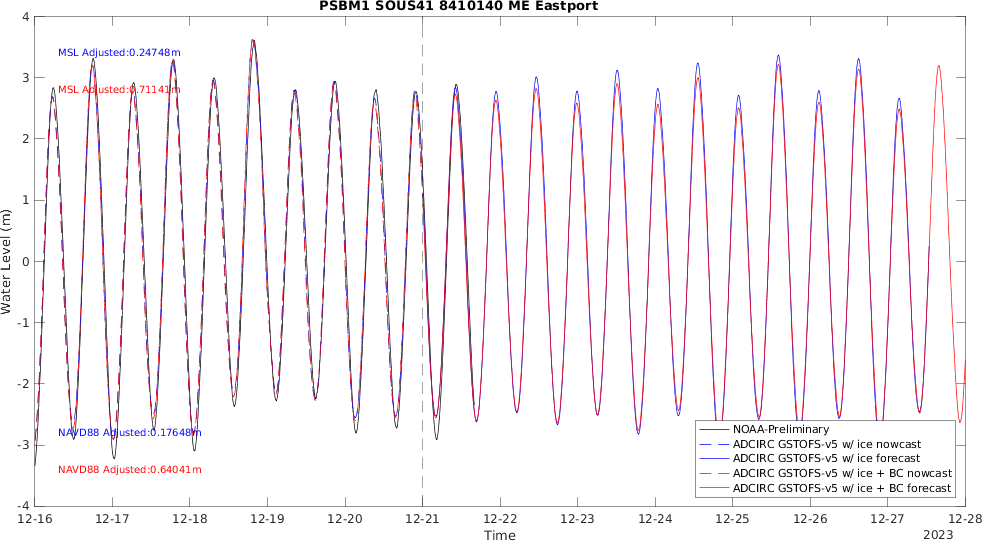 PSBM1 SOUS41 8410140 ME Eastport
4
3
2
1
0
-1
-2
-3
-4
Water Level (m)
MSL Adjusted:0.24748m
MSL Adjusted:0.71141m
NAVD88 Adjusted:0.17648m
NAVD88 Adjusted:0.64041m
NOAA-Preliminary
ADCIRC GSTOFS-v5 w/ ice nowcast
ADCIRC GSTOFS-v5 w/ ice forecast
ADCIRC GSTOFS-v5 w/ ice + BC nowcast
ADCIRC GSTOFS-v5 w/ ice + BC forecast
12-16 12-17 12-18 12-19 12-20 12-21 12-22 12-23 12-24 12-25 12-26 12-27 12-28
Time
2023